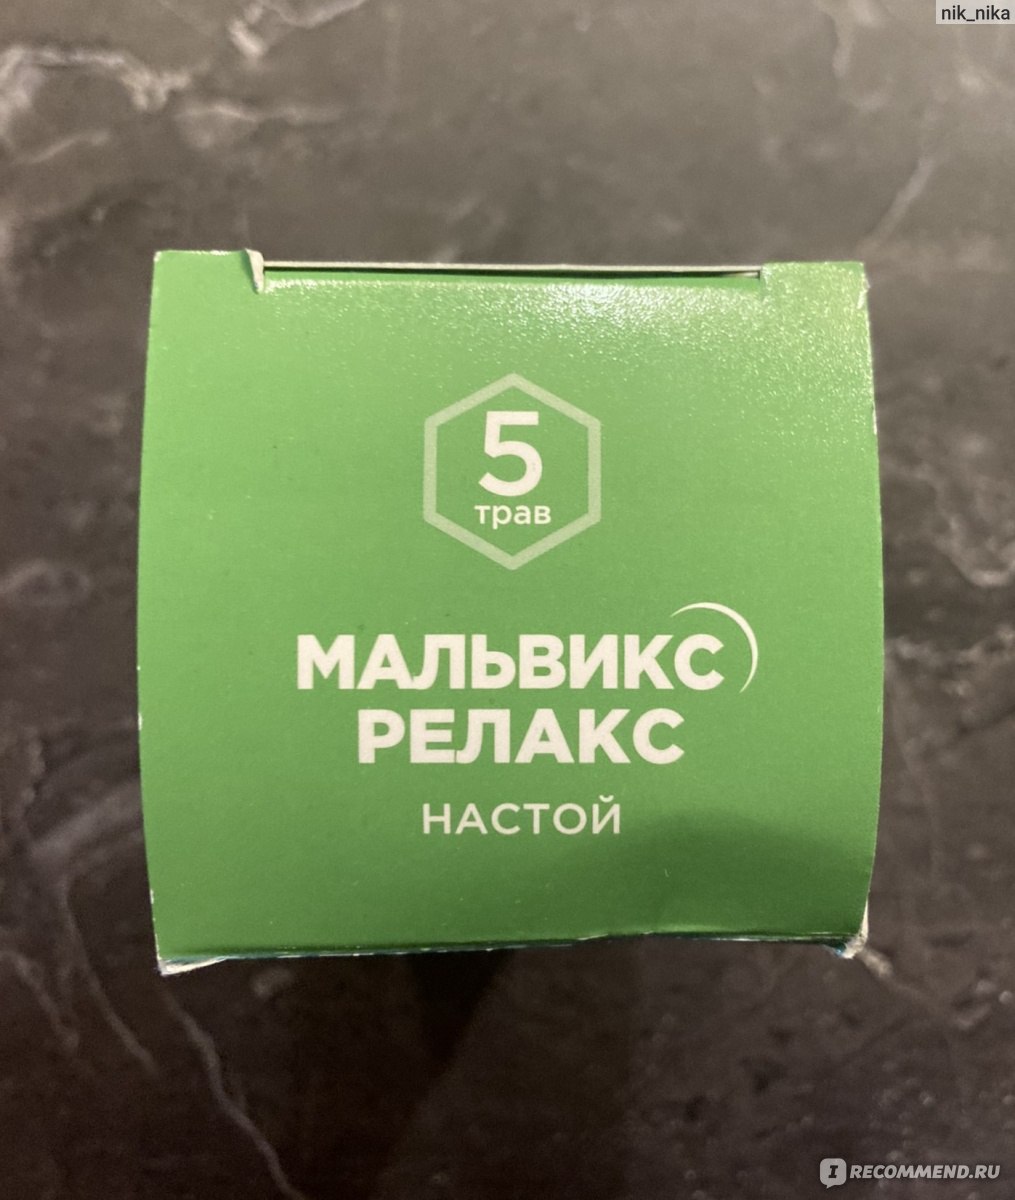 nik_nika
5
трав
МАЛЬВИКС
РЕЛАКС
НАСТОЙ
I RECOMMEND.RU